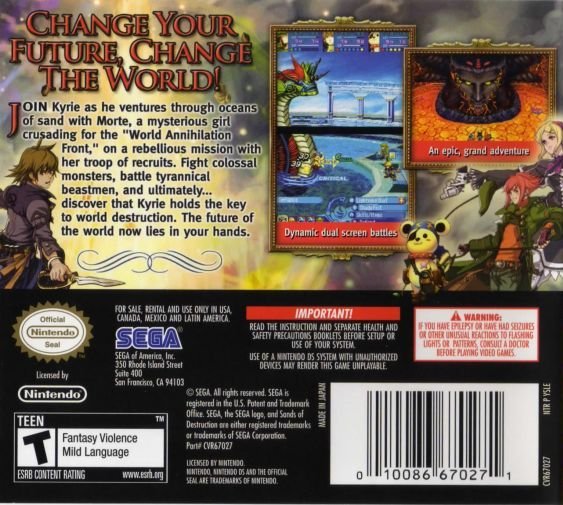 CHANGE YOUR
FUTURE, CHANGE
THE WORLD!
JOIN Kyrie as he ventures through oceans
of sand with Morte, a mysterious girl
crusading for the "World Annihilation
Front," on a rebellious mission with
her troop of recruits. Fight colossal
monsters, battle tyrannical
beastmen, and ultimately...
discover that Kyrie holds the key
to world destruction. The future of
the world now lies in your hands.
CRITICAL
Dynamic dual screen battles
An epic, grand adventure
Official
Nintendo
Seal
Licensed by
Nintendo
FOR SALE, RENTAL AND USE ONLY IN USA,
CANADA, MEXICO AND LATIN AMERICA.
SEGA
SEGA of America, Inc.
350 Rhode Island Street
Suite 400
San Francisco, CA 94103
IMPORTANT!
READ THE INSTRUCTION AND SEPARATE HEALTH AND
SAFETY PRECAUTIONS BOOKLETS BEFORE SETUP OR
USE OF YOUR SYSTEM.
USE OF A NINTENDO DS SYSTEM WITH UNAUTHORIZED
DEVICES MAY RENDER THIS GAME UNPLAYABLE.
WARNING:
IF YOU HAVE EPILEPSY OR HAVE HAD SEIZURES
OR OTHER UNUSUAL REACTIONS TO FLASHING
LIGHTS OR PATTERNS, CONSULT A DOCTOR
BEFORE PLAYING VIDEO GAMES.
TEEN
TM
T
Fantasy Violence
Mild Language
ESRB CONTENT RATING www.esrb.org
© SEGA. All rights reserved. SEGA is
registered in the U.S. Patent and Trademark
Office. SEGA, the SEGA logo, and Sands of
Destruction are either registered trademarks
or trademarks of SEGA Corporation.
Part# CVR67027
LICENSED BY NINTENDO.
NINTENDO, NINTENDO DS AND THE OFFICIAL
SEAL ARE TRADEMARKS OF NINTENDO.
MADE IN JAPAN
0 10086 67027 1
NTR P YSLE
CVR67027